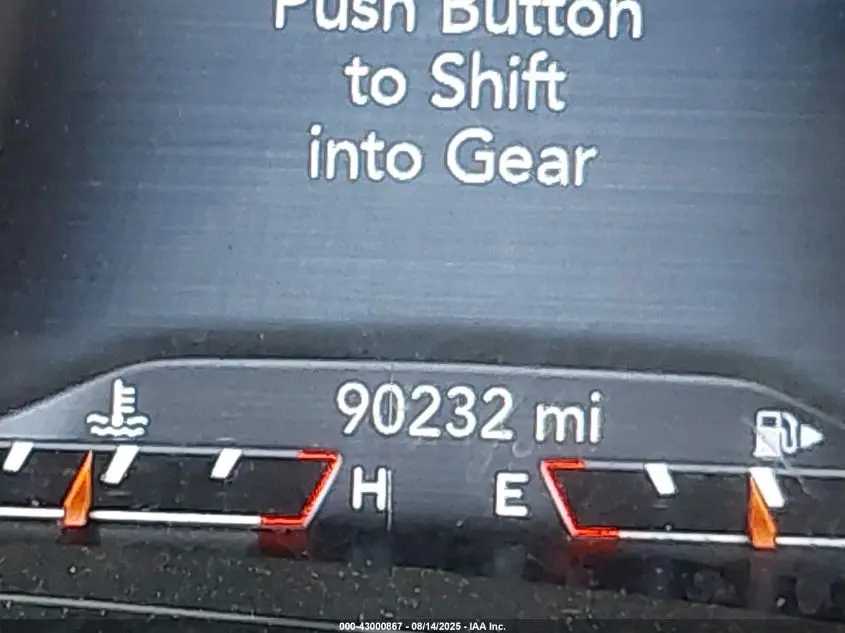 Push Button
to Shift
into Gear
90232 mi
H E
000-43000867 - 08/14/2025 - IAA Inc.